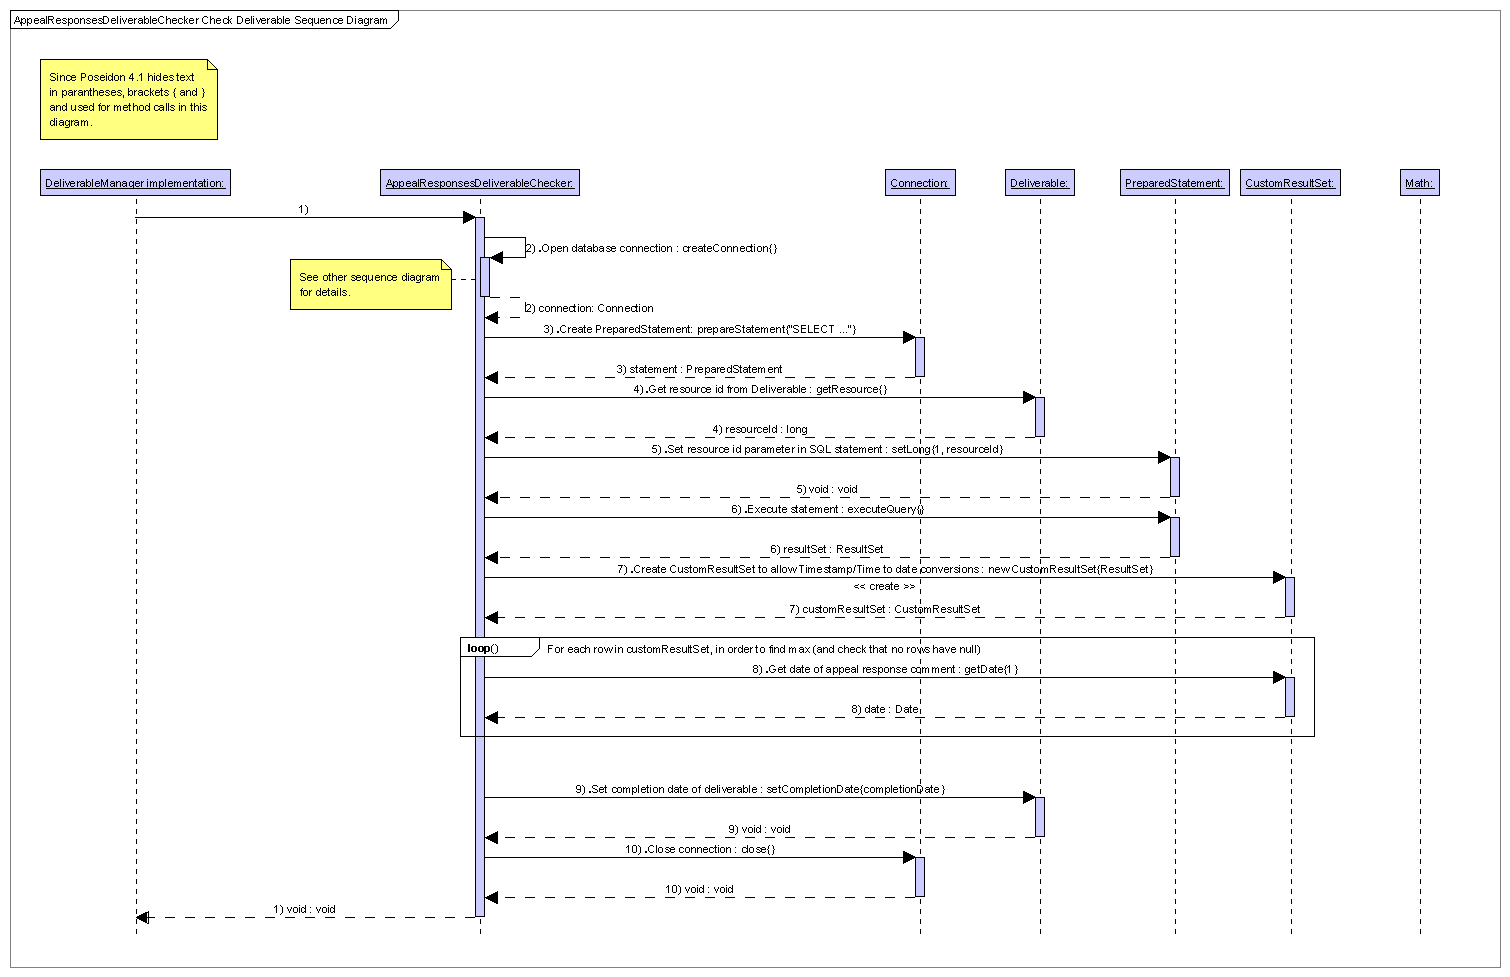 AppealResponsesDeliverableChecker Check Deliverable Sequence Diagram
Since Poseidon 4.1 hides text
in parantheses, brackets { and }
and used for method calls in this
diagram.
DeliverableManager implementation:
AppealResponsesDeliverableChecker:
Connection:
Deliverable:
PreparedStatement:
CustomResultSet:
Math:
1)
2) .Open database connection : createConnection{}
See other sequence diagram
for details.
2) connection: Connection
3) .Create PreparedStatement: prepareStatement{"SELECT ..."}
3) statement : PreparedStatement
4) .Get resource id from Deliverable : getResource{}
4) resourceId : long
5) .Set resource id parameter in SQL statement : setLong{1, resourceId}
5) void : void
6) .Execute statement : executeQuery{}
6) resultSet : ResultSet
7) .Create CustomResultSet to allow Timestamp/Time to date conversions : new CustomResultSet{ResultSet}
<< create >>
7) customResultSet : CustomResultSet
loop() For each row in customResultSet, in order to find max (and check that no rows have null)
8) .Get date of appeal response comment : getDate{1}
8) date : Date
9) .Set completion date of deliverable : setCompletionDate{completionDate}
9) void : void
10) .Close connection : close{}
10) void : void
1) void : void